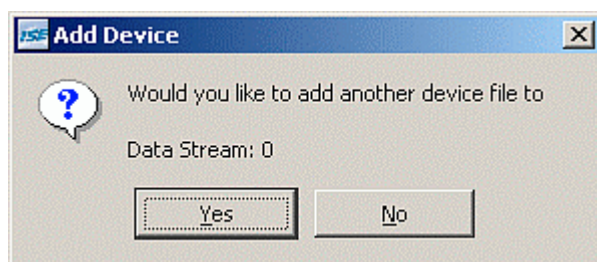 ISE Add Device
Would you like to add another device file to
Data Stream: 0
Yes No